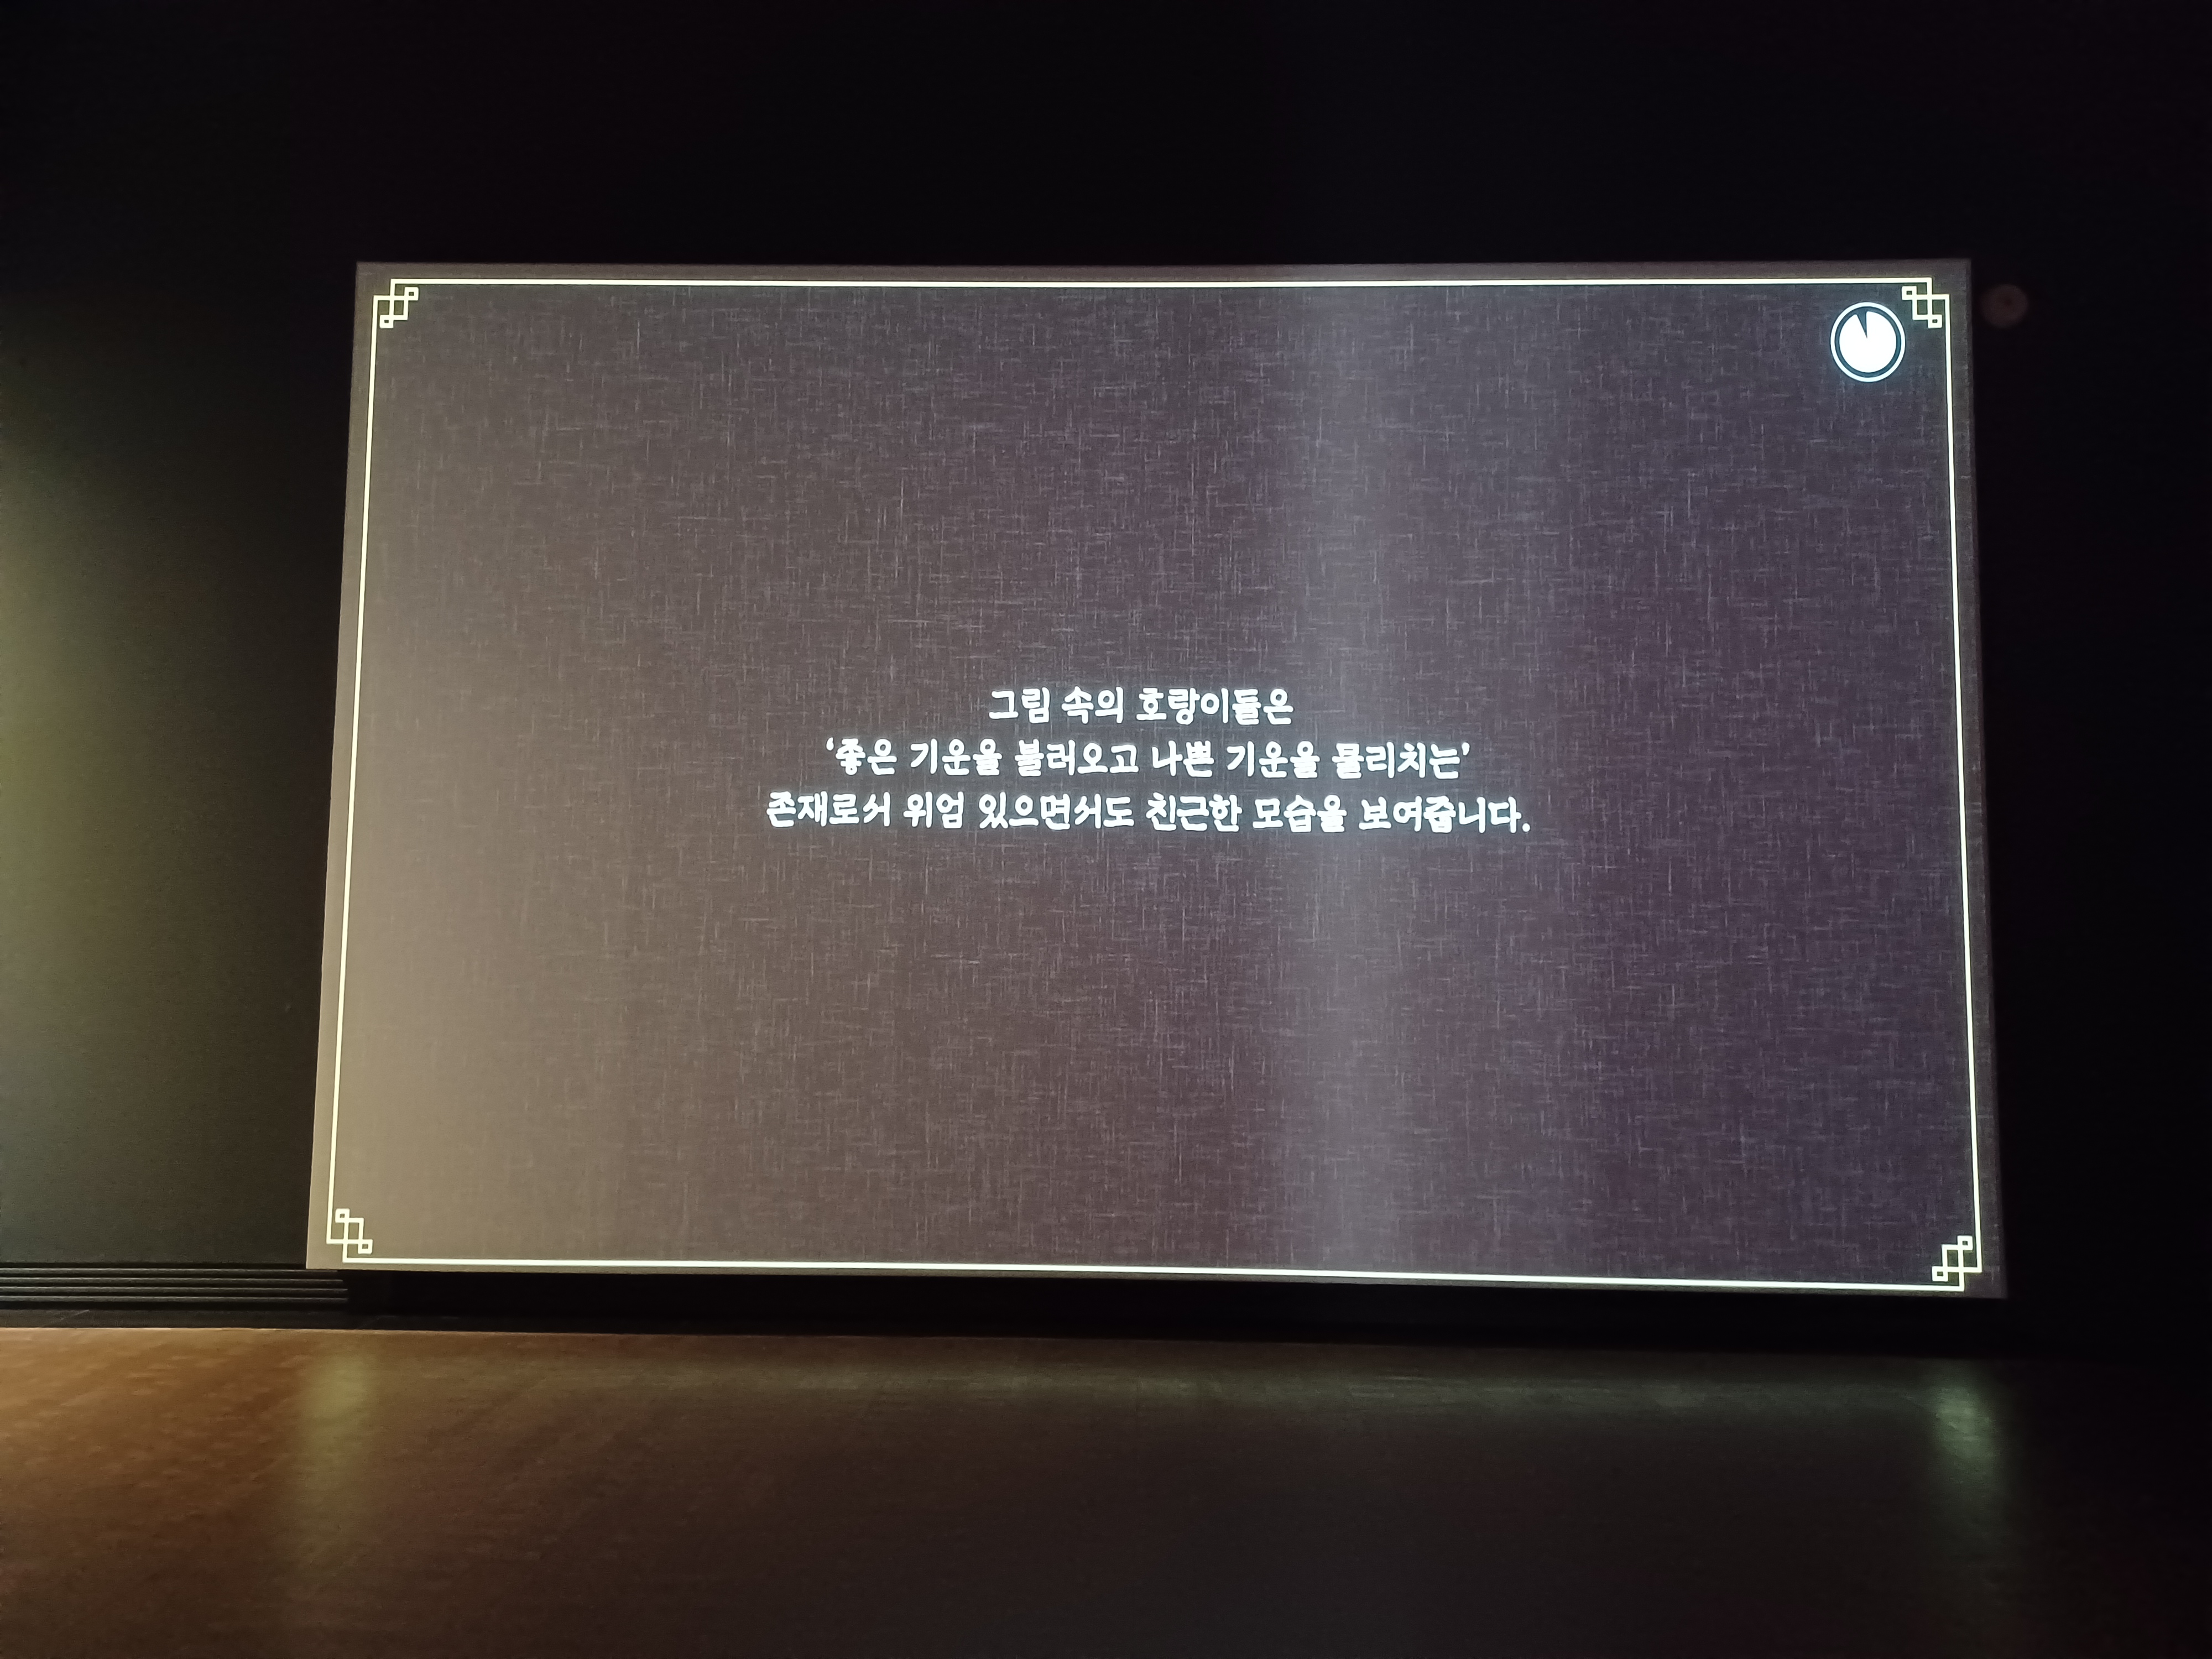 그림 속의 호랑이들은
‘좋은 기운을 불러오고 나쁜 기운을 물리치는’
존재로서 위엄 있으면서도 친근한 모습을 보여줍니다.